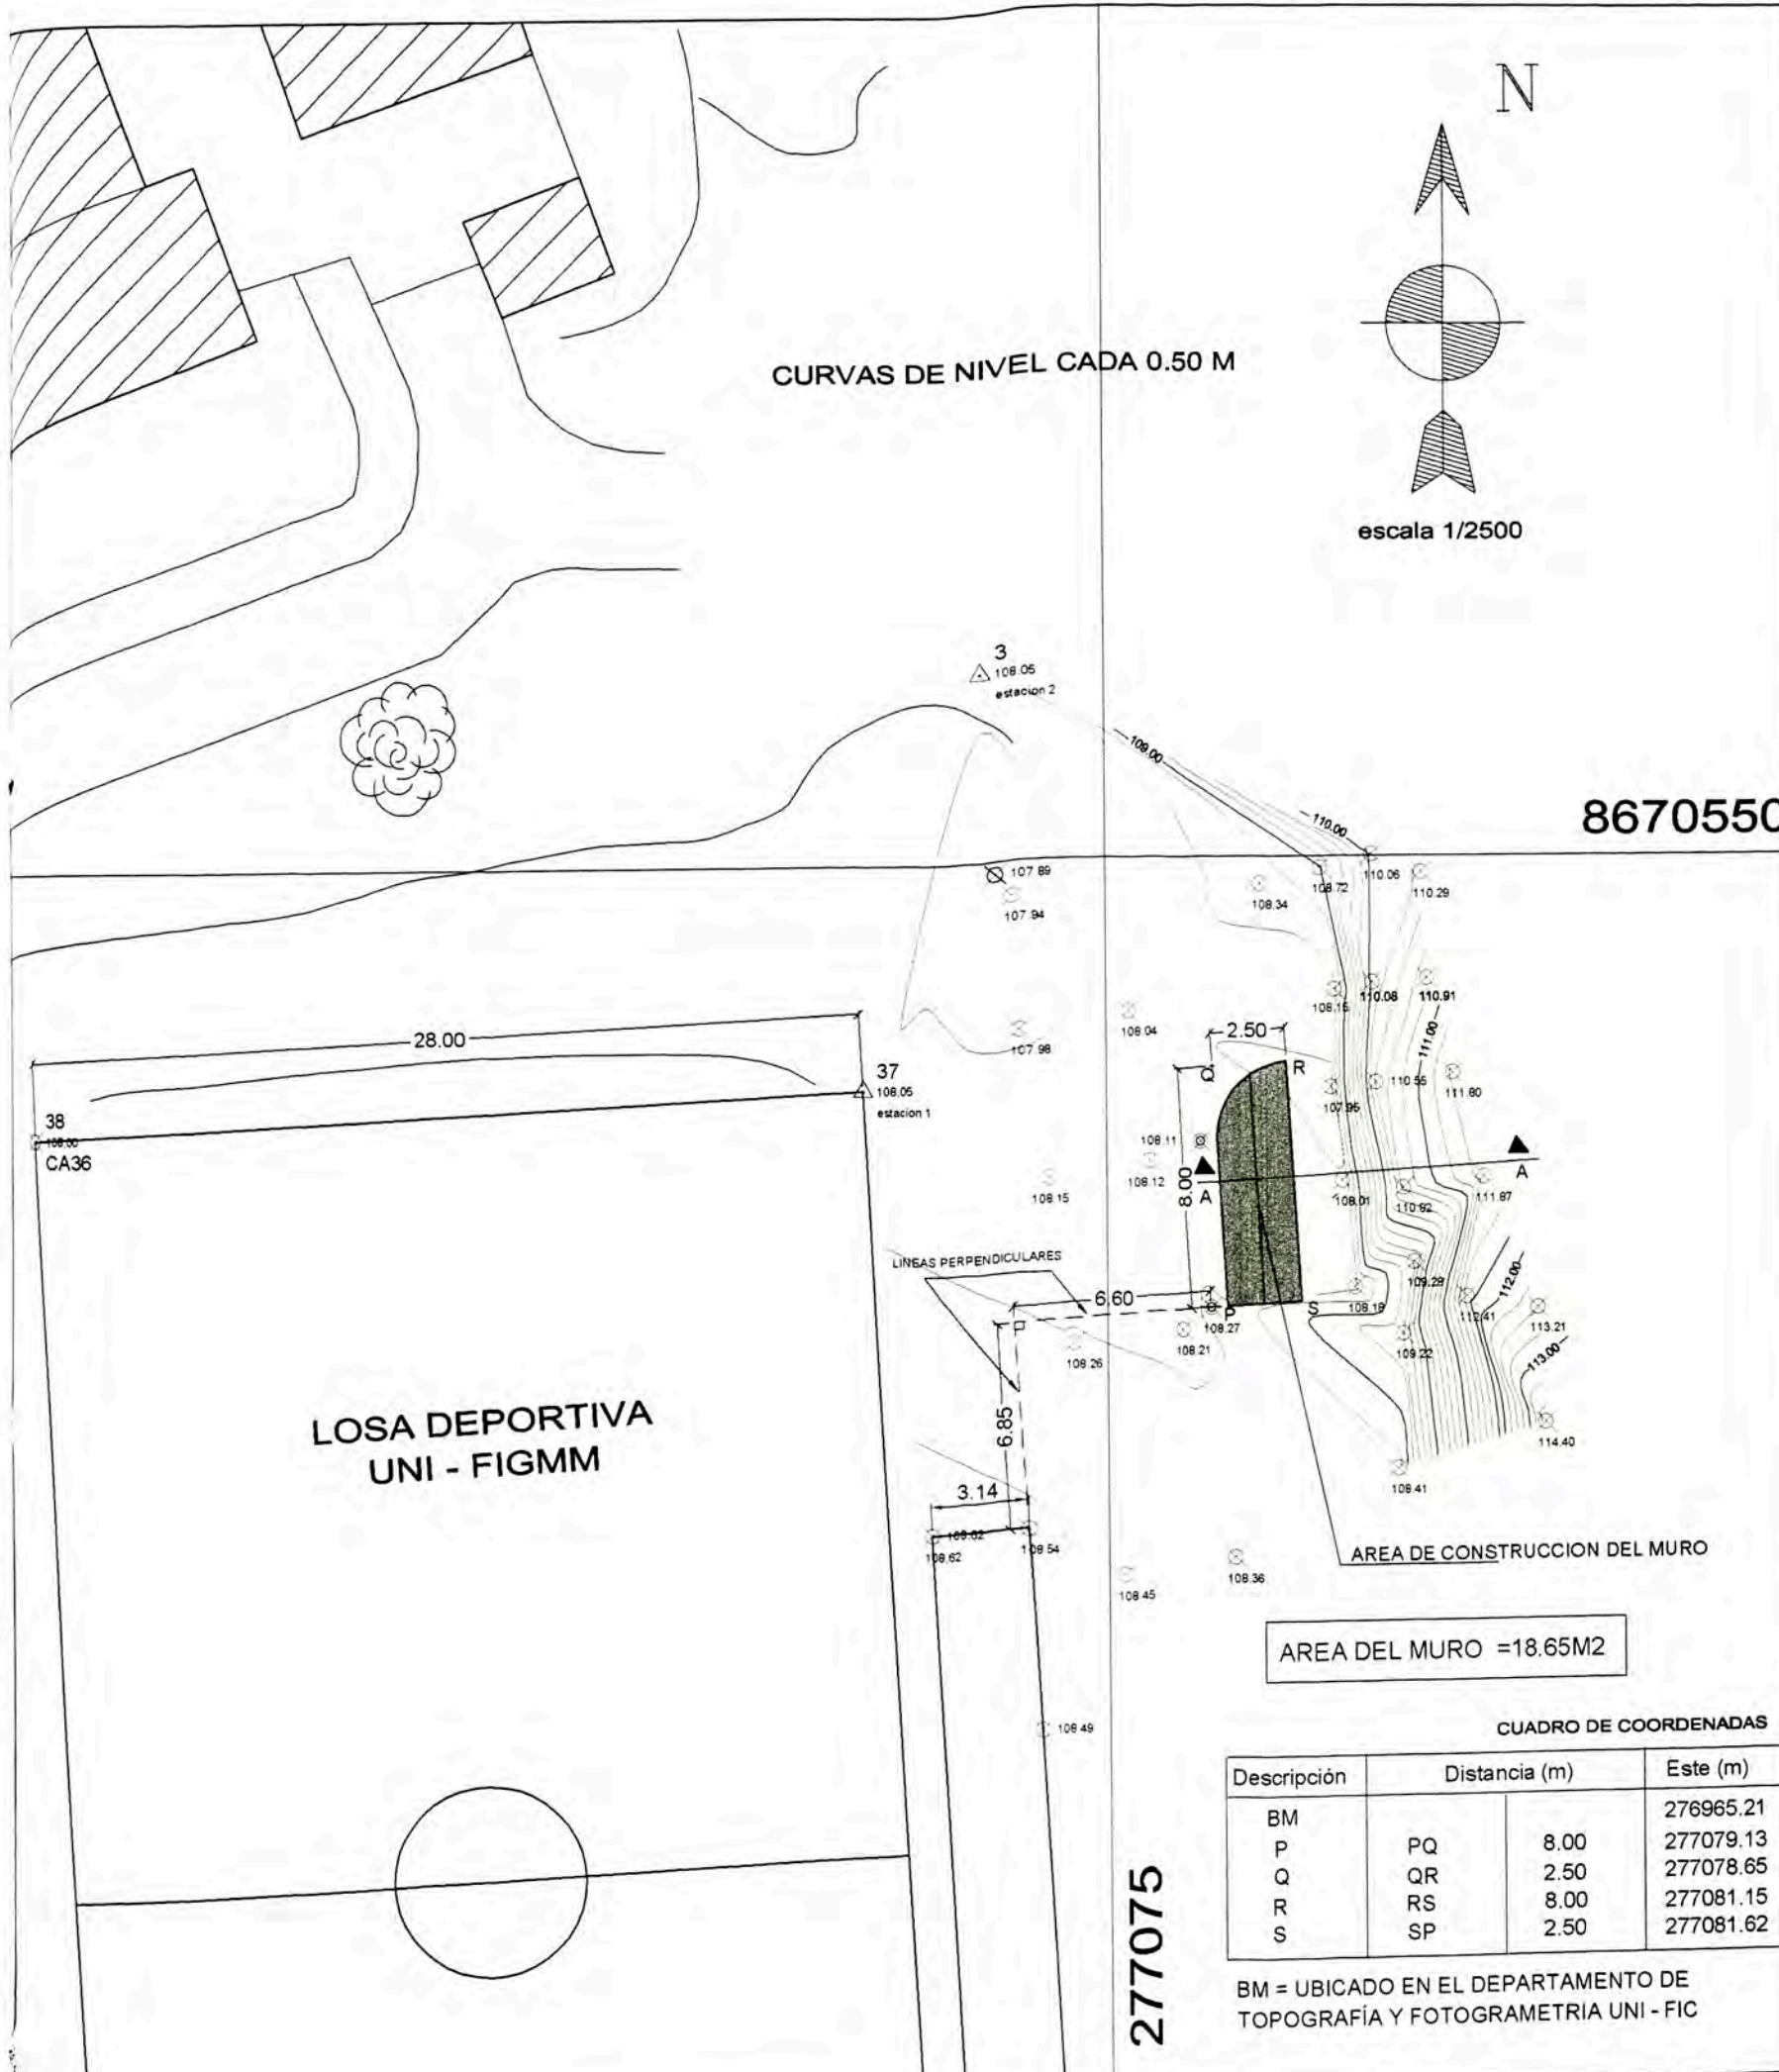 N
CURVAS DE NIVEL CADA 0.50 M
escala 1/2500
3
108.05
estacion 2
109.00
110.00
8670550
107.89
107.94
108.34
108.72
110.06
110.29
28.00
107.98
108.04
108.15
110.08
110.91
111.00
2.50
Q
R
37
108.05
estacion 1
107.95
110.55
111.80
38
108.00
CA36
108.11
108.12
108.15
8.00
A
A
108.01
110.82
111.87
LINEAS PERPENDICULARES
6.60
P
P
S
108.27
108.21
108.26
108.18
109.28
112.00
112.41
113.21
109.22
113.00
114.40
LOSA DEPORTIVA
UNI - FIGMM
6.85
3.14
108.62
108.54
108.41
108.45
108.36
AREA DE CONSTRUCCION DEL MURO
AREA DEL MURO =18.65M2
108.49
CUADRO DE COORDENADAS
Descripción Distancia (m) Este (m)
BM 276965.21
P PQ 8.00 277079.13
Q QR 2.50 277078.65
R RS 8.00 277081.15
S SP 2.50 277081.62
277075
BM = UBICADO EN EL DEPARTAMENTO DE
TOPOGRAFÍA Y FOTOGRAMETRIA UNI - FIC